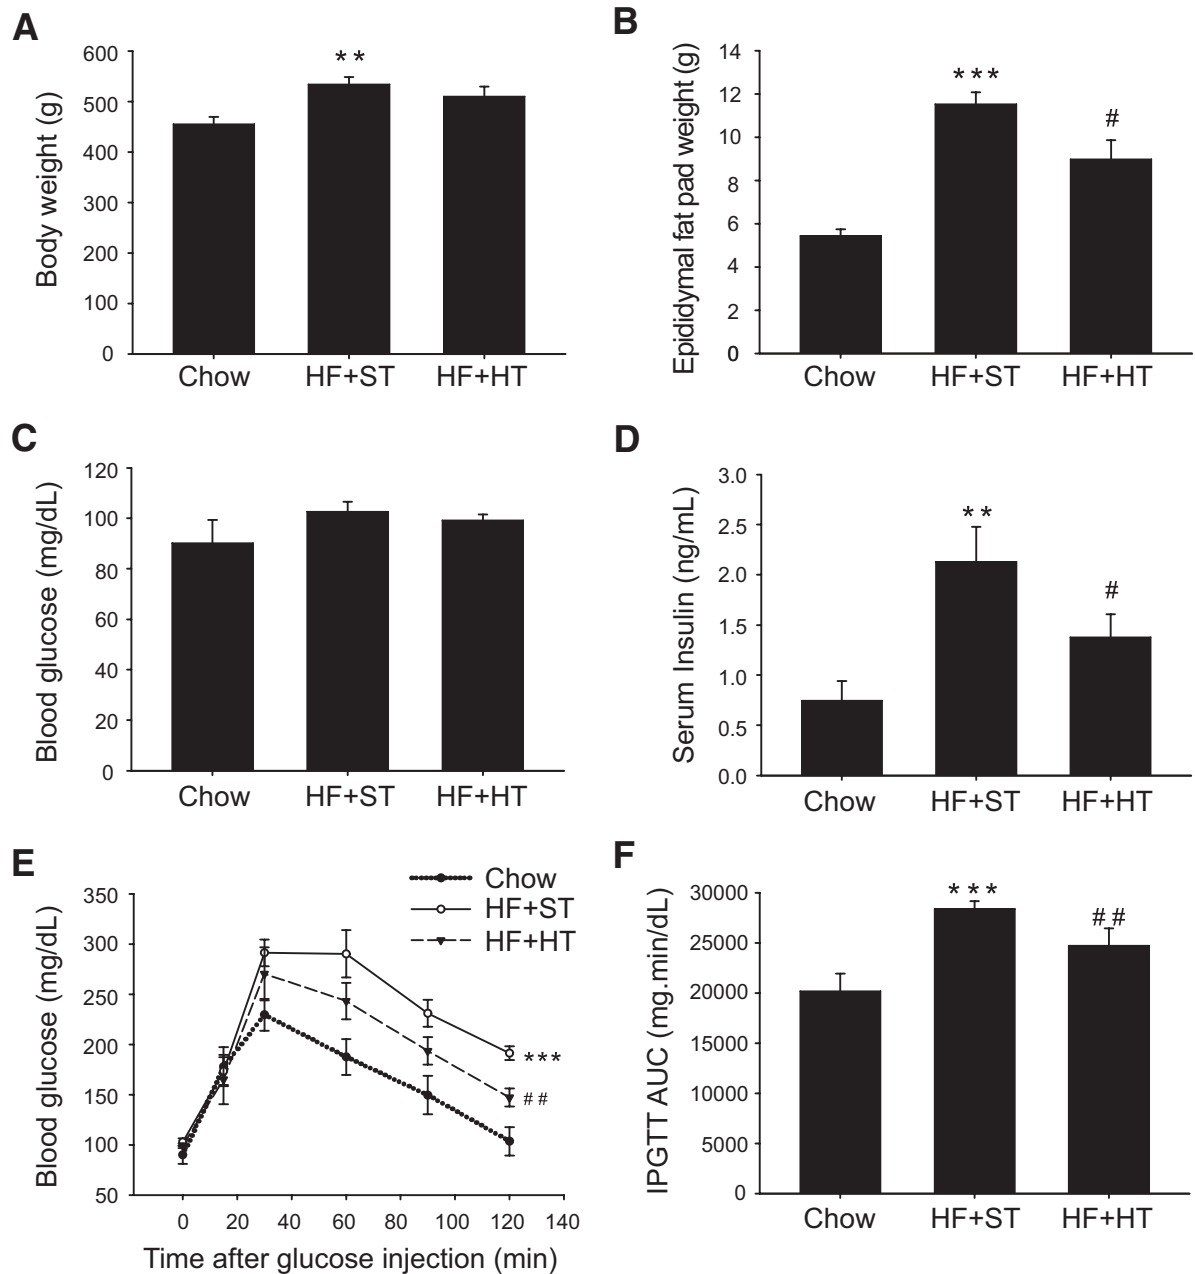 A
Body weight (g)
600
500
400
300
200
100
0
**
Chow HF+ST HF+HT
B
Epididymal fat pad weight (g)
14
12
10
8
6
4
2
0
***
#
Chow HF+ST HF+HT
C
Blood glucose (mg/dL)
120
100
80
60
40
20
0
Chow HF+ST HF+HT
D
Serum Insulin (ng/mL)
3.0
2.5
2.0
1.5
1.0
0.5
0.0
**
#
Chow HF+ST HF+HT
E
Chow
HF+ST
HF+HT
Blood glucose (mg/dL)
350
300
250
200
150
100
50
***
##
0 20 40 60 80 100 120 140
Time after glucose injection (min)
F
IPGTT AUC (mg.min/dL)
30000
25000
20000
15000
10000
5000
0
***
##
Chow HF+ST HF+HT